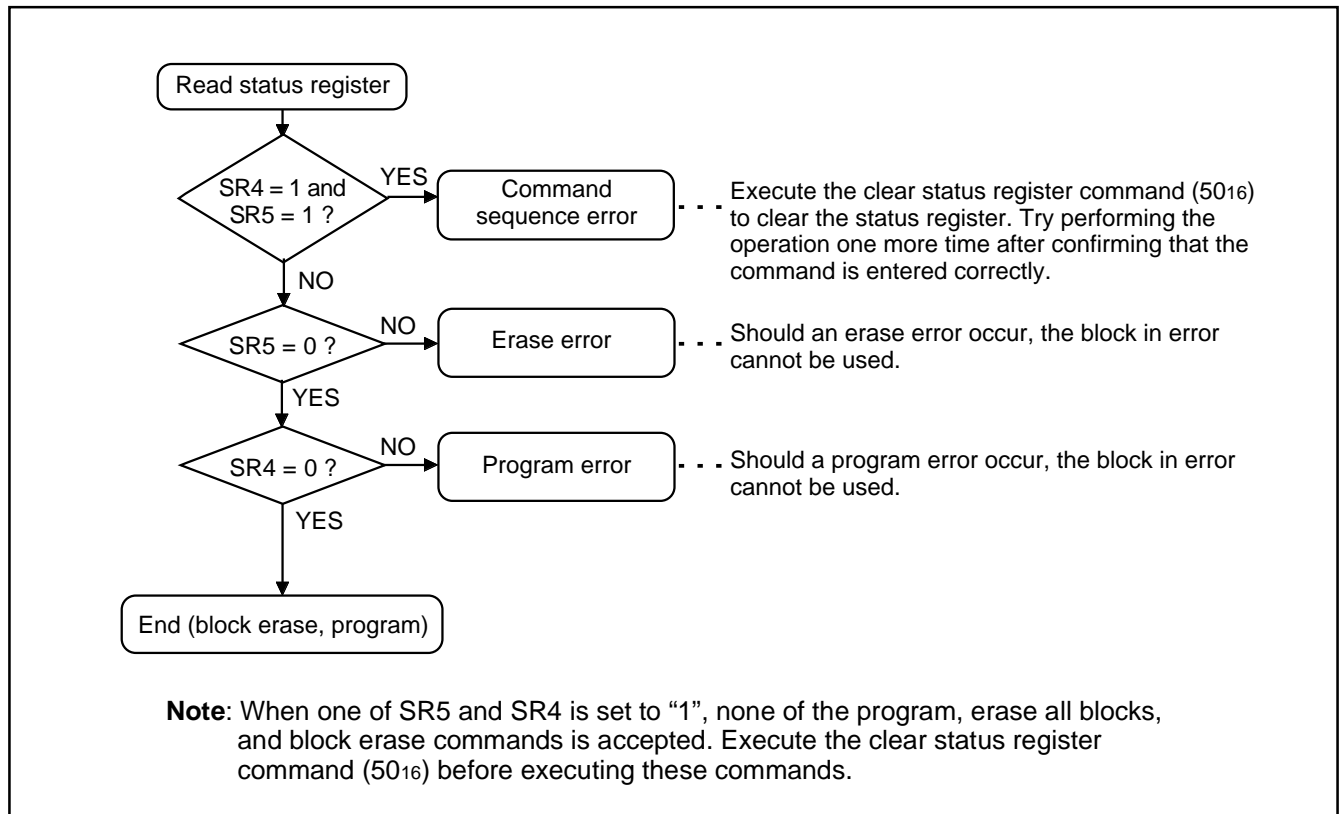 Read status register
SR4 = 1 and
SR5 = 1 ?
YES
Command
sequence error
Execute the clear status register command (5016)
to clear the status register. Try performing the
operation one more time after confirming that the
command is entered correctly.
NO
SR5 = 0 ?
NO
Erase error
Should an erase error occur, the block in error
cannot be used.
YES
SR4 = 0 ?
NO
Program error
Should a program error occur, the block in error
cannot be used.
YES
End (block erase, program)
Note: When one of SR5 and SR4 is set to “1”, none of the program, erase all blocks,
and block erase commands is accepted. Execute the clear status register
command (5016) before executing these commands.